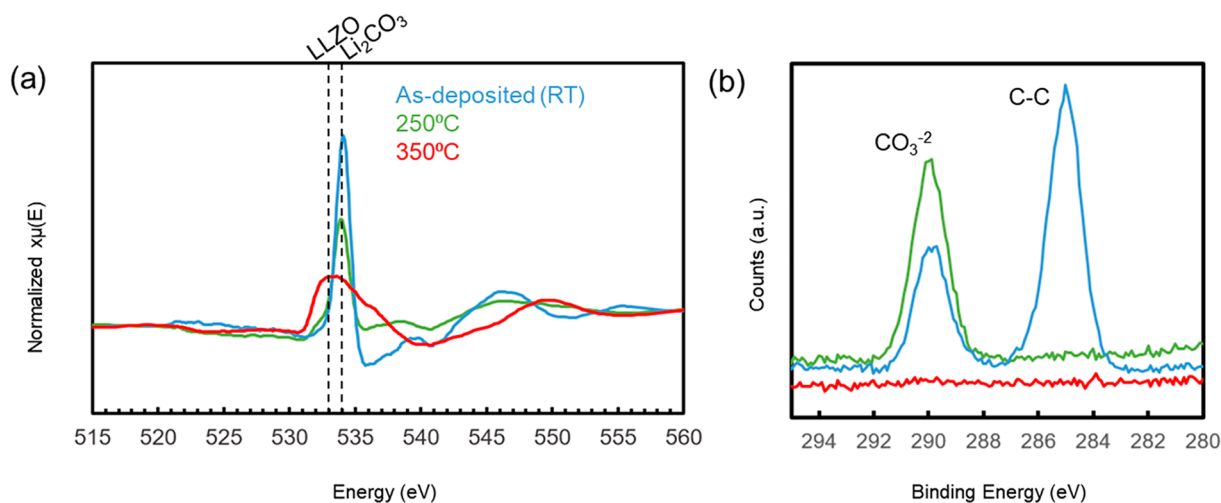 LLZO
Li₂CO₃
(a)
As-deposited (RT)
250ºC
350ºC
Normalized xμ(E)
515 520 525 530 535 540 545 550 555 560
Energy (eV)
(b)
C-C
CO₃⁻²
Counts (a.u.)
294 292 290 288 286 284 282 280
Binding Energy (eV)